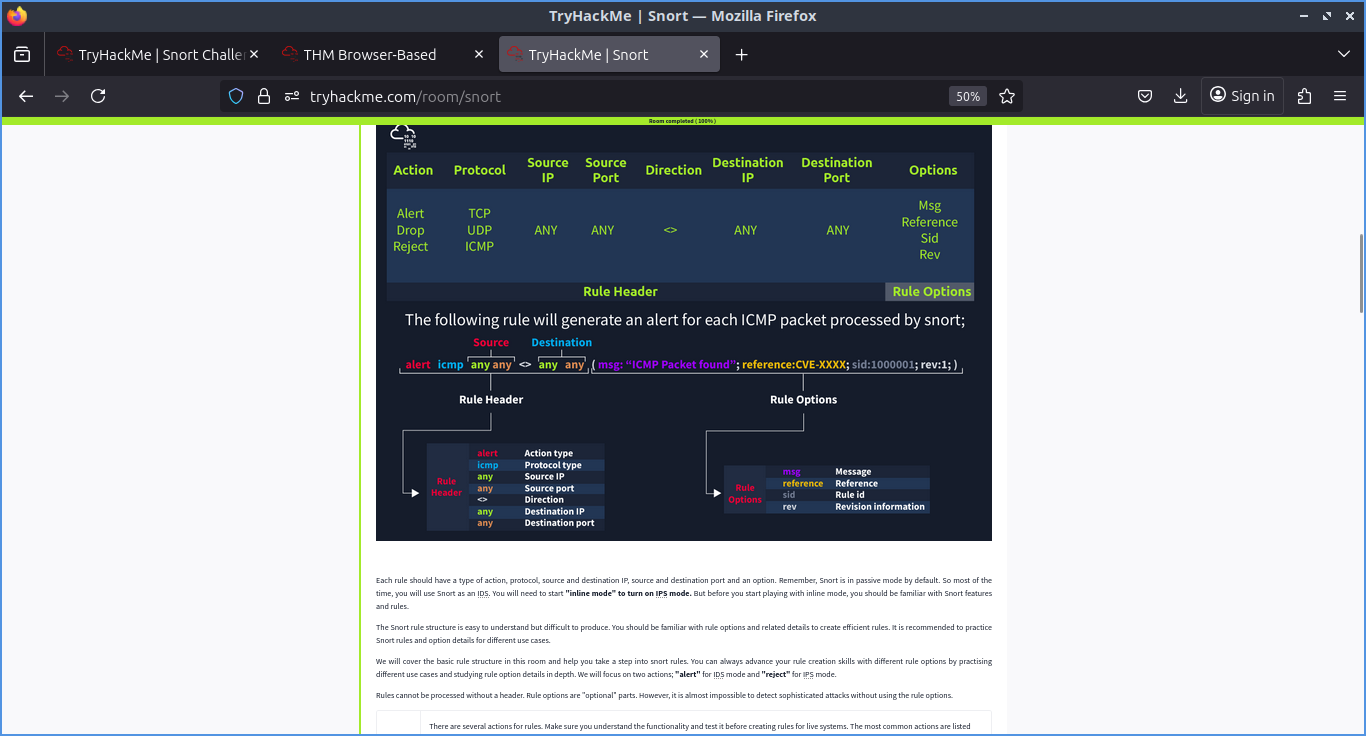 TryHackMe | Snort — Mozilla Firefox
TryHackMe | Snort Challe
THM Browser-Based
TryHackMe | Snort
tryhackme.com/room/snort
50%
Sign in
Room completed ( 100% )
Action Protocol Source IP Source Port Direction Destination IP Destination Port Options
Alert Drop Reject
TCP UDP ICMP
ANY
ANY
<>
ANY
ANY
Msg Reference Sid Rev
Rule Header
Rule Options
The following rule will generate an alert for each ICMP packet processed by snort;
Source Destination
alert icmp any any <> any any ( msg: “ICMP Packet found”; reference:CVE-XXXX; sid:1000001; rev:1; )
Rule Header
Rule Options
Rule Header
alert Action type
icmp Protocol type
any Source IP
any Source port
<> Direction
any Destination IP
any Destination port
Rule Options
msg Message
reference Reference
sid Rule id
rev Revision information
Each rule should have a type of action, protocol, source and destination IP, source and destination port and an option. Remember, Snort is in passive mode by default. So most of the
time, you will use Snort as an IDS. You will need to start "inline mode" to turn on IPS mode. But before you start playing with inline mode, you should be familiar with Snort features
and rules.
The Snort rule structure is easy to understand but difficult to produce. You should be familiar with rule options and related details to create efficient rules. It is recommended to practice
Snort rules and option details for different use cases.
We will cover the basic rule structure in this room and help you take a step into snort rules. You can always advance your rule creation skills with different rule options by practising
different use cases and studying rule option details in depth. We will focus on two actions; "alert" for IDS mode and "reject" for IPS mode.
Rules cannot be processed without a header. Rule options are "optional" parts. However, it is almost impossible to detect sophisticated attacks without using the rule options.
There are several actions for rules. Make sure you understand the functionality and test it before creating rules for live systems. The most common actions are listed